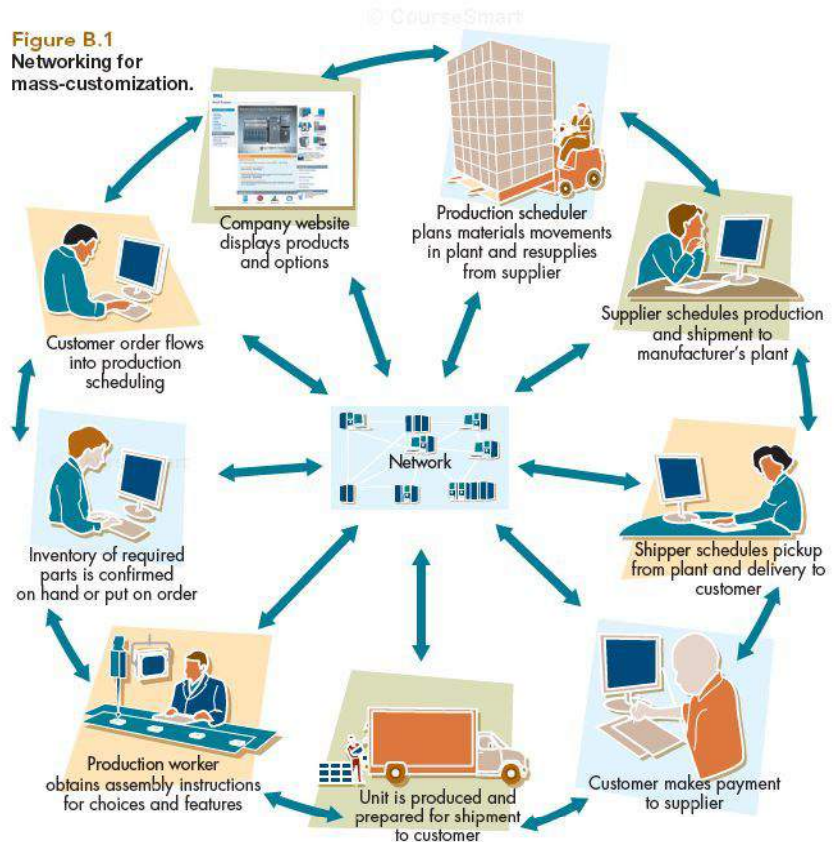 © CourseSmart
Figure B.1
Networking for
mass-customization.
Company website
displays products
and options
Production scheduler
plans materials movements
in plant and resupplies
from supplier
Supplier schedules production
and shipment to
manufacturer's plant
Customer order flows
into production
scheduling
Network
Inventory of required
parts is confirmed
on hand or put on order
Shipper schedules pickup
from plant and delivery to
customer
Production worker
obtains assembly instructions
for choices and features
Unit is produced and
prepared for shipment
to customer
Customer makes payment
to supplier